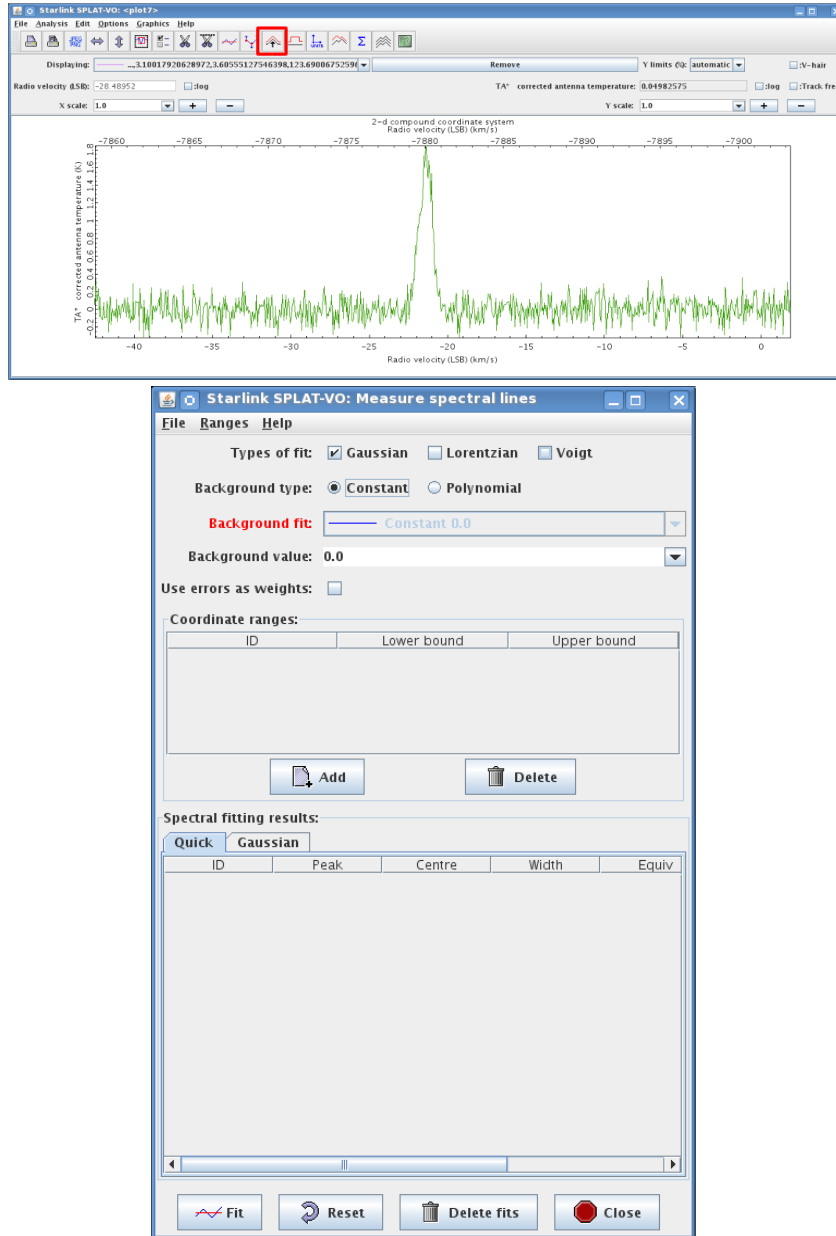 Starlink SPLAT-VO: <plot7>
File Analysis Edit Options Graphics Help
Displaying: ...,3.10017920628972,3.60555127546398,123.6900675259( Remove Y limits (%): automatic :V-hair
Radio velocity (LSB): -28.48952 :log TA* corrected antenna temperature: 0.04982575 :log :Track fre
X scale: 1.0 + − Y scale: 1.0 + −
2-d compound coordinate system
Radio velocity (LSB) (km/s)
-7860 -7865 -7870 -7875 -7880 -7885 -7890 -7895 -7900
TA* corrected antenna temperature (K)
1.8
1.6
1.4
1.2
1
0.8
0.6
0.4
0.2
0
-0.2
-40 -35 -30 -25 -20 -15 -10 -5 0
Radio velocity (LSB) (km/s)
Starlink SPLAT-VO: Measure spectral lines
File Ranges Help
Types of fit: Gaussian Lorentzian Voigt
Background type: Constant Polynomial
Background fit: Constant 0.0
Background value: 0.0
Use errors as weights:
Coordinate ranges:
ID Lower bound Upper bound
Add Delete
Spectral fitting results:
Quick Gaussian
ID Peak Centre Width Equiv
Fit Reset Delete fits Close